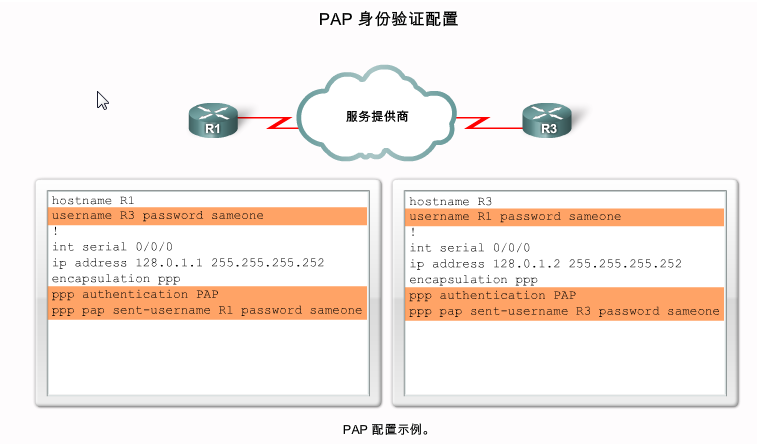 PAP 身份验证配置
服务提供商
R1
R3
hostname R1
username R3 password sameone
!
int serial 0/0/0
ip address 128.0.1.1 255.255.255.252
encapsulation ppp
ppp authentication PAP
ppp pap sent-username R1 password sameone
hostname R3
username R1 password sameone
!
int serial 0/0/0
ip address 128.0.1.2 255.255.255.252
encapsulation ppp
ppp authentication PAP
ppp pap sent-username R3 password sameone
PAP 配置示例。